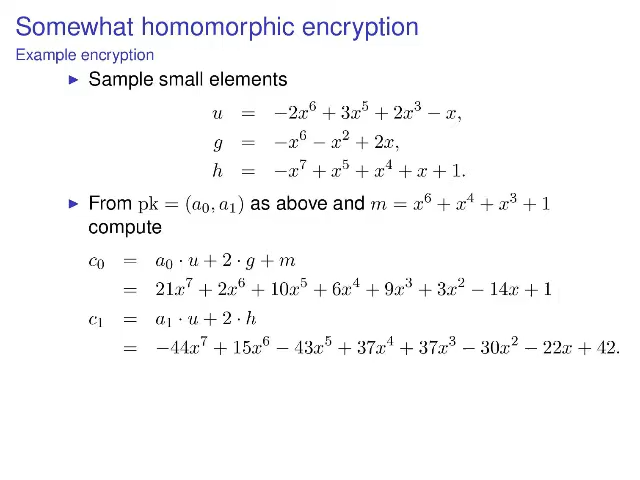 Somewhat homomorphic encryption
Example encryption
▶ Sample small elements
u = −2x⁶ + 3x⁵ + 2x³ − x,
g = −x⁶ − x² + 2x,
h = −x⁷ + x⁵ + x⁴ + x + 1.
▶ From pk = (a₀, a₁) as above and m = x⁶ + x⁴ + x³ + 1
compute
c₀ = a₀ · u + 2 · g + m
= 21x⁷ + 2x⁶ + 10x⁵ + 6x⁴ + 9x³ + 3x² − 14x + 1
c₁ = a₁ · u + 2 · h
= −44x⁷ + 15x⁶ − 43x⁵ + 37x⁴ + 37x³ − 30x² − 22x + 42.